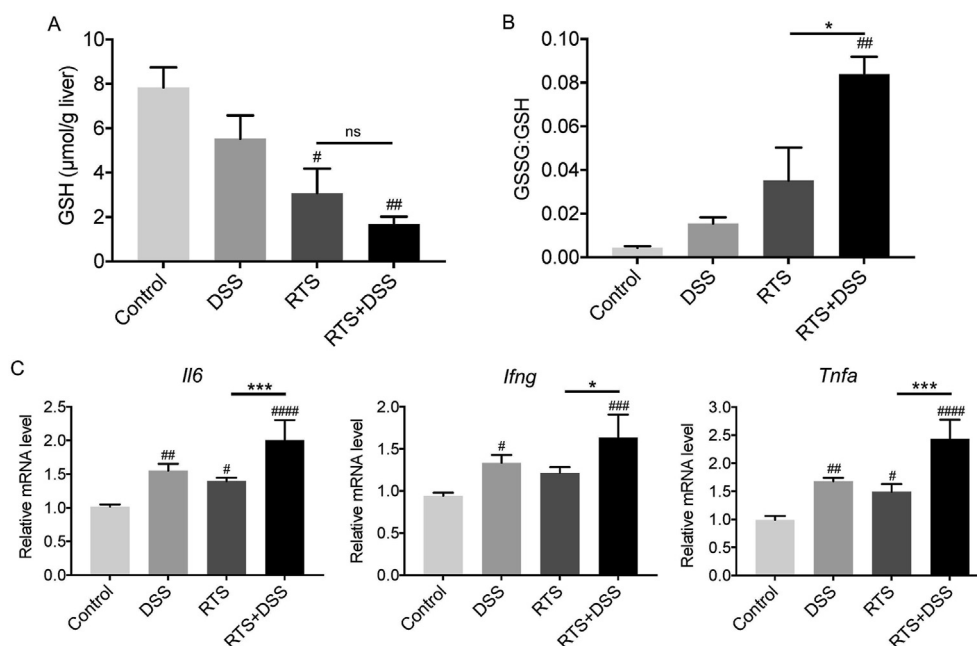 A
GSH (μmol/g liver)
10
8
6
4
2
0
ns
#
##
Control
DSS
RTS
RTS+DSS
B
GSSG:GSH
0.10
0.08
0.06
0.04
0.02
0.00
*
##
Control
DSS
RTS
RTS+DSS
C
Il6
Relative mRNA level
2.5
2.0
1.5
1.0
0.5
0.0
***
##
#
####
Control
DSS
RTS
RTS+DSS
Ifng
Relative mRNA level
2.0
1.5
1.0
0.5
0.0
*
#
###
Control
DSS
RTS
RTS+DSS
Tnfa
Relative mRNA level
3.0
2.5
2.0
1.5
1.0
0.5
0.0
***
##
#
####
Control
DSS
RTS
RTS+DSS